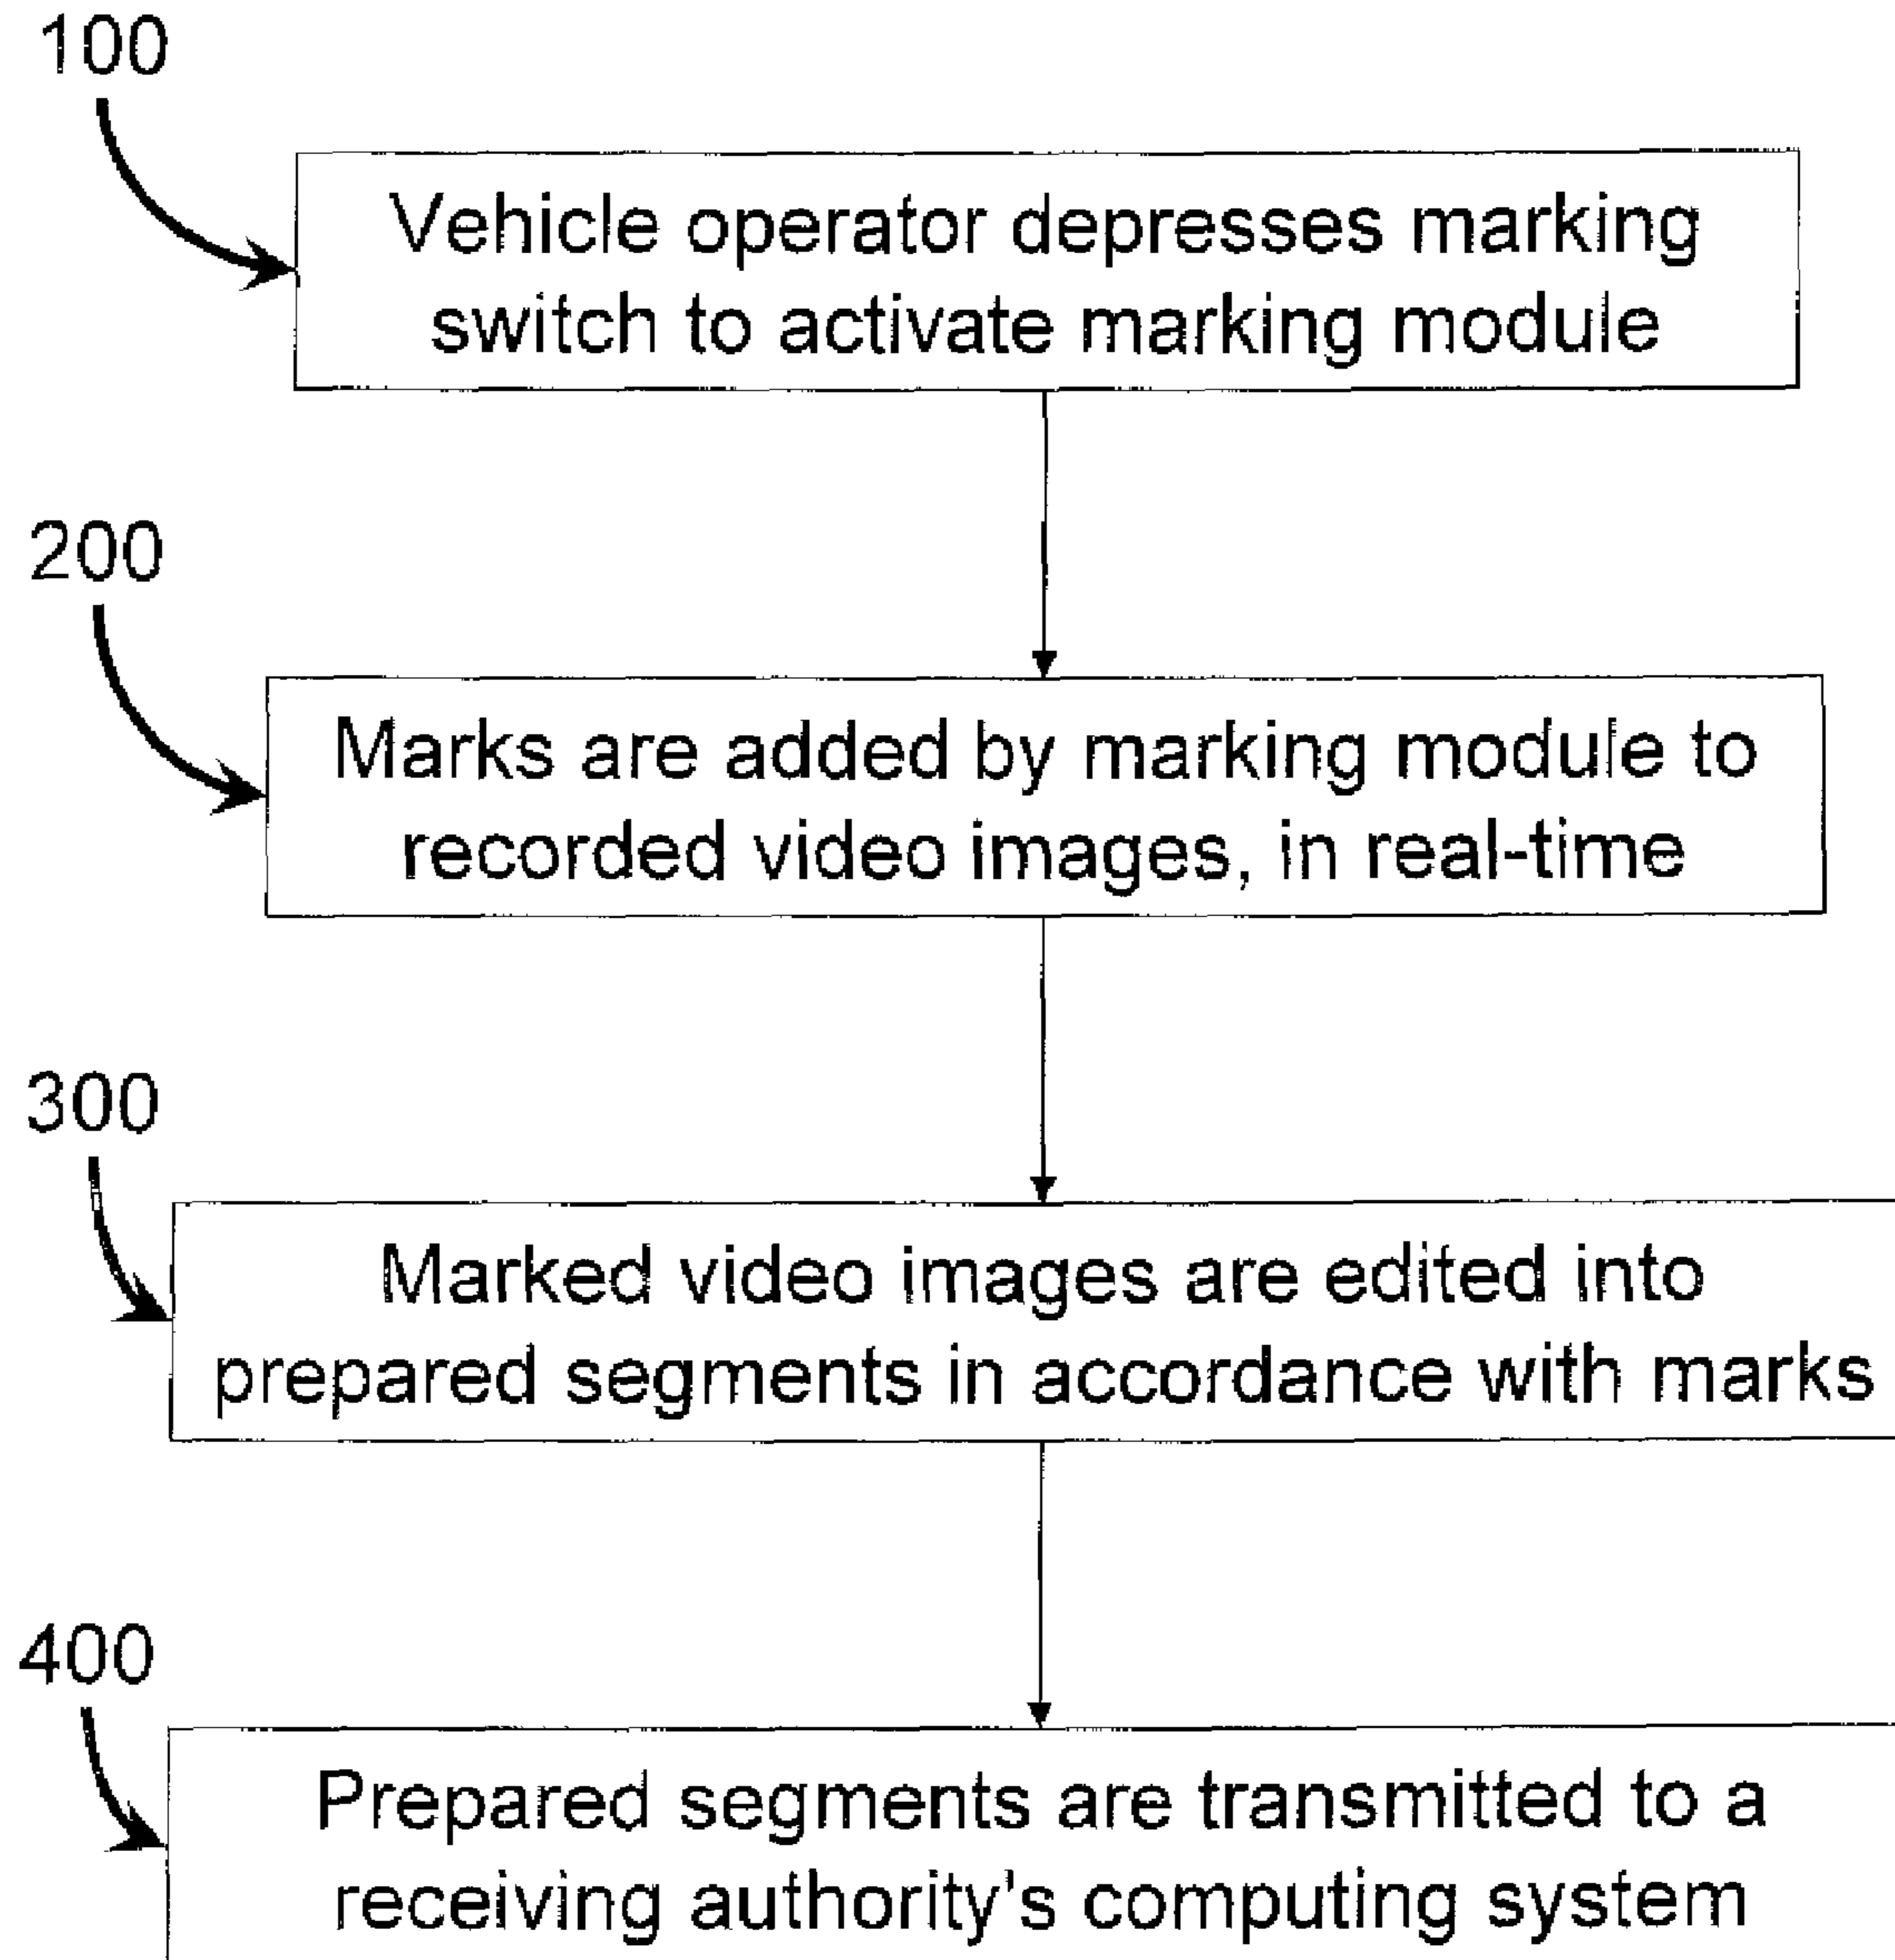 100
Vehicle operator depresses marking
switch to activate marking module
200
Marks are added by marking module to
recorded video images, in real-time
300
Marked video images are edited into
prepared segments in accordance with marks
400
Prepared segments are transmitted to a
receiving authority's computing system